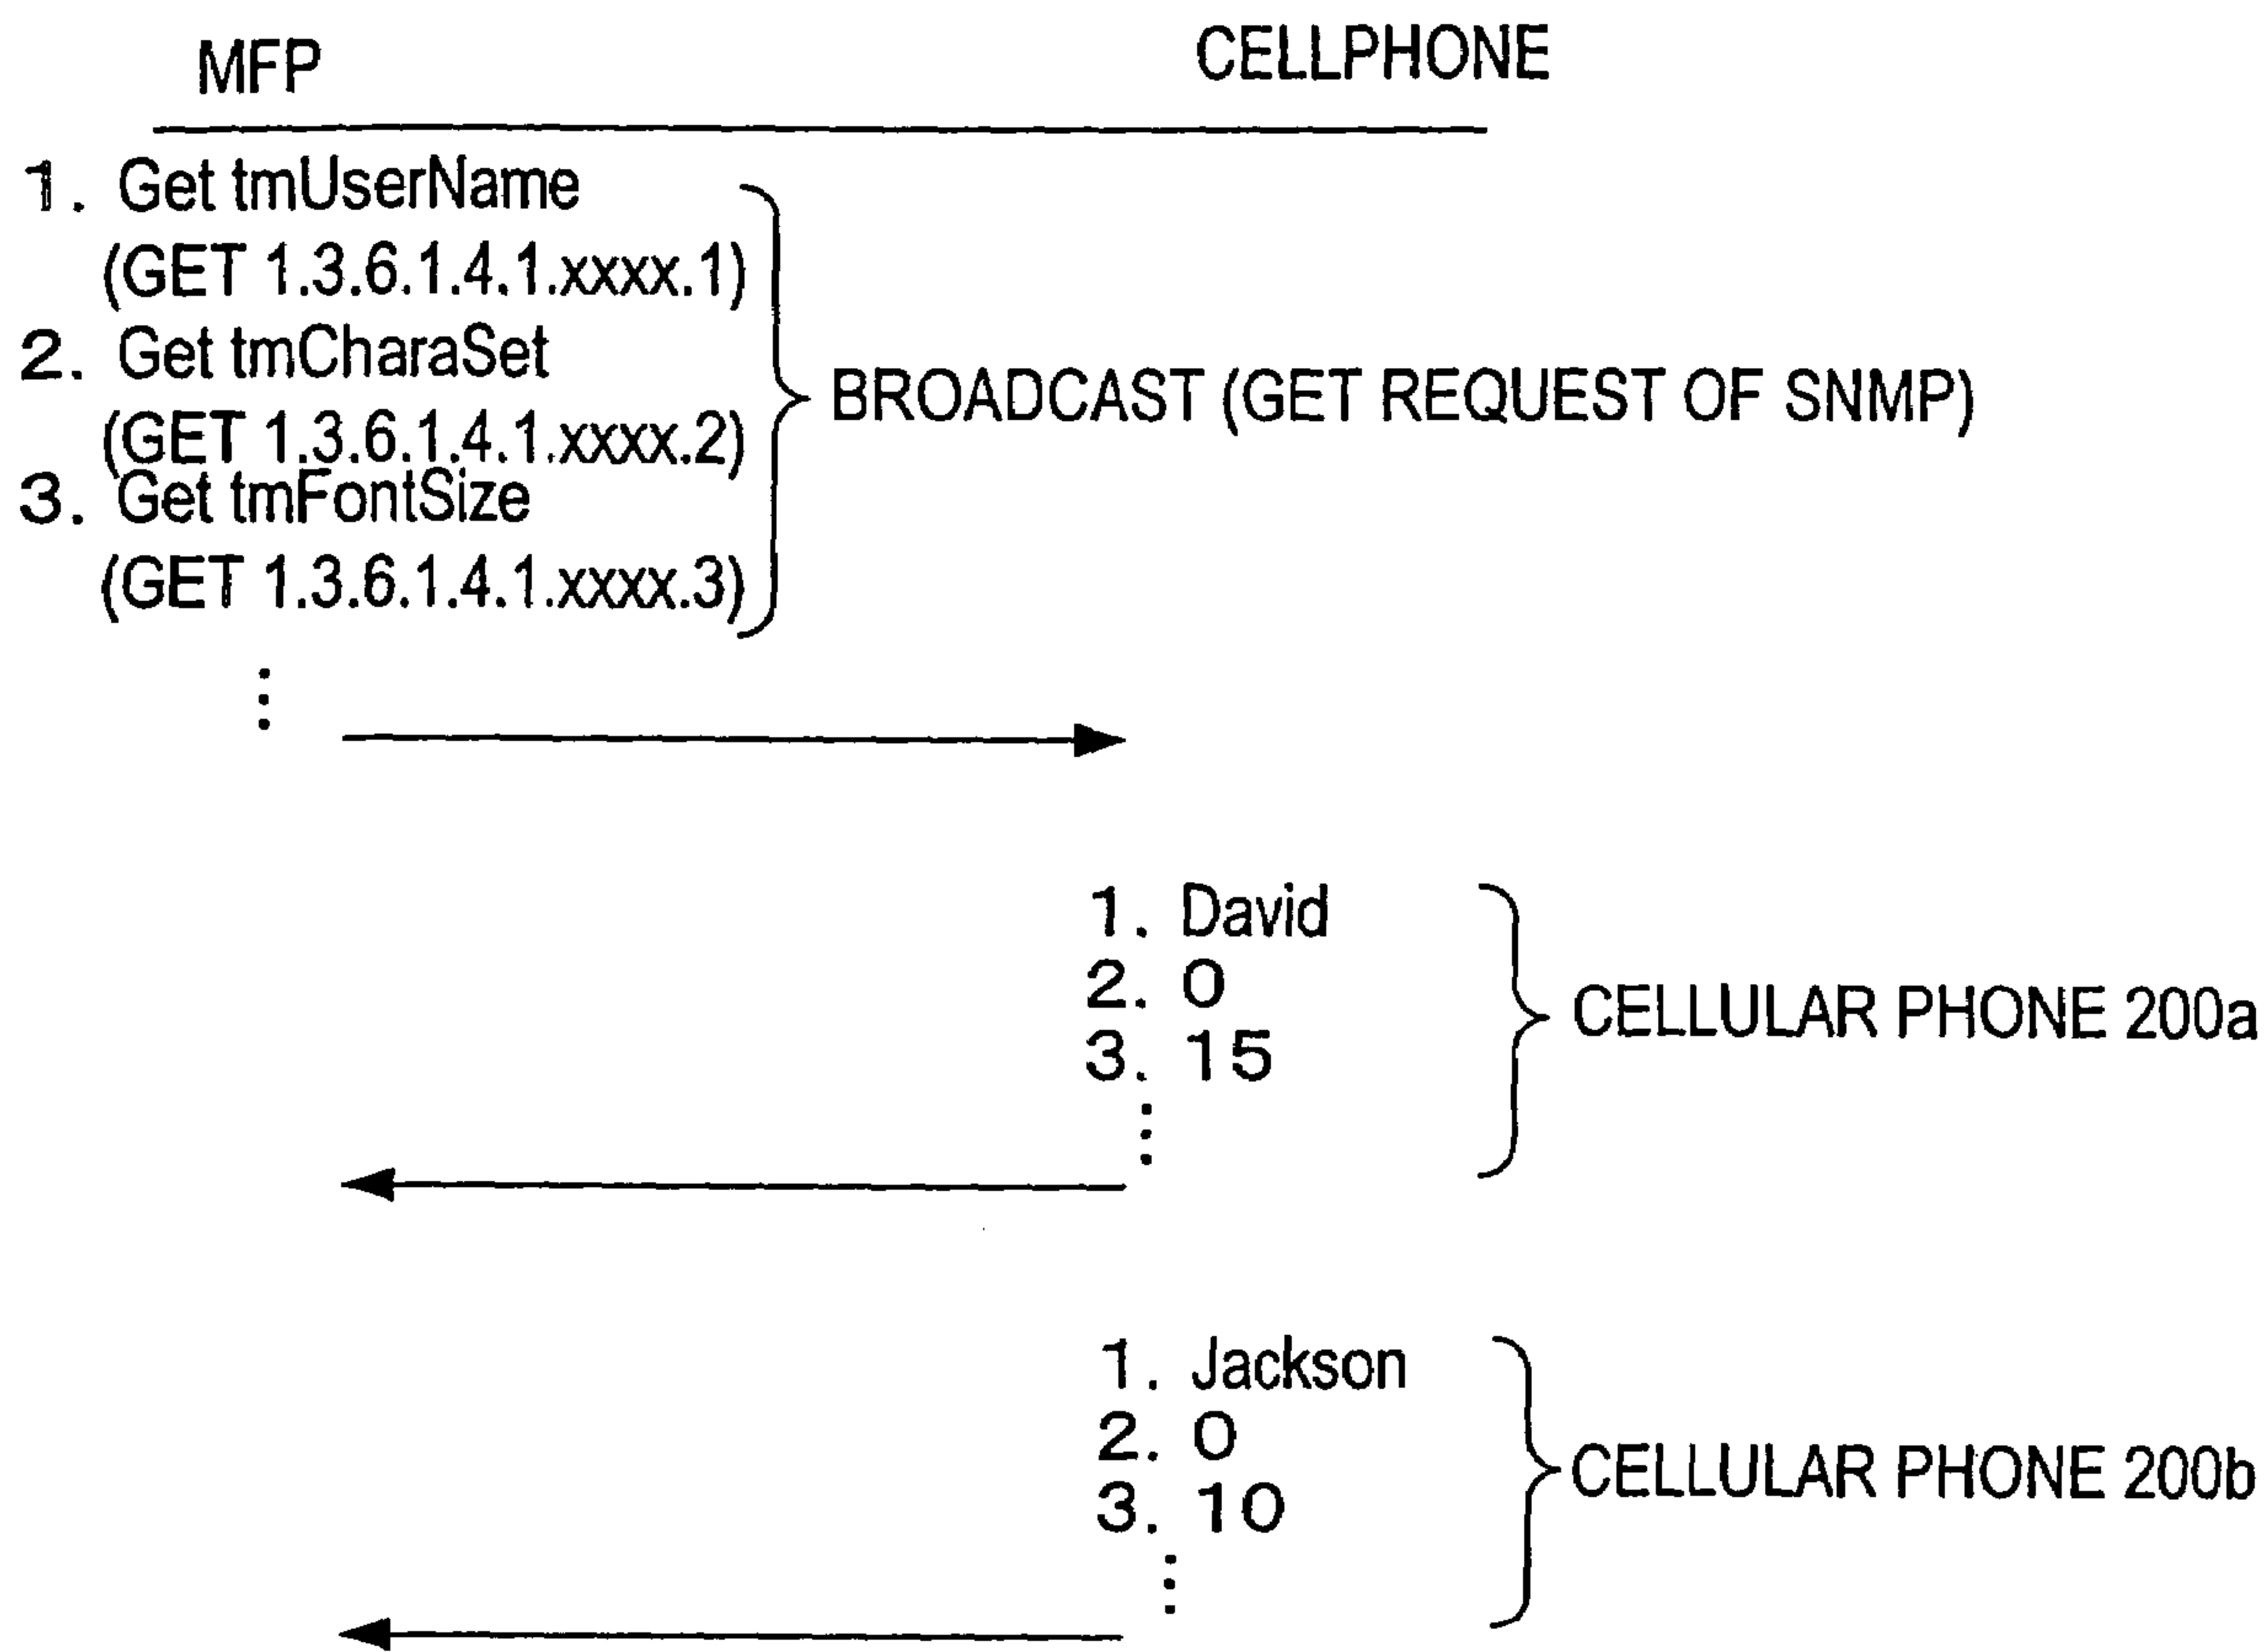 MFP CELLPHONE
1. Get tmUserName
(GET 1.3.6.1.4.1.xxxx.1)
2. Get tmCharaSet
(GET 1.3.6.1.4.1.xxxx.2)
3. Get tmFontSize
(GET 1.3.6.1.4.1.xxxx.3)
BROADCAST (GET REQUEST OF SNMP)
1. David
2. 0
3. 15
CELLULAR PHONE 200a
1. Jackson
2. 0
3. 10
CELLULAR PHONE 200b